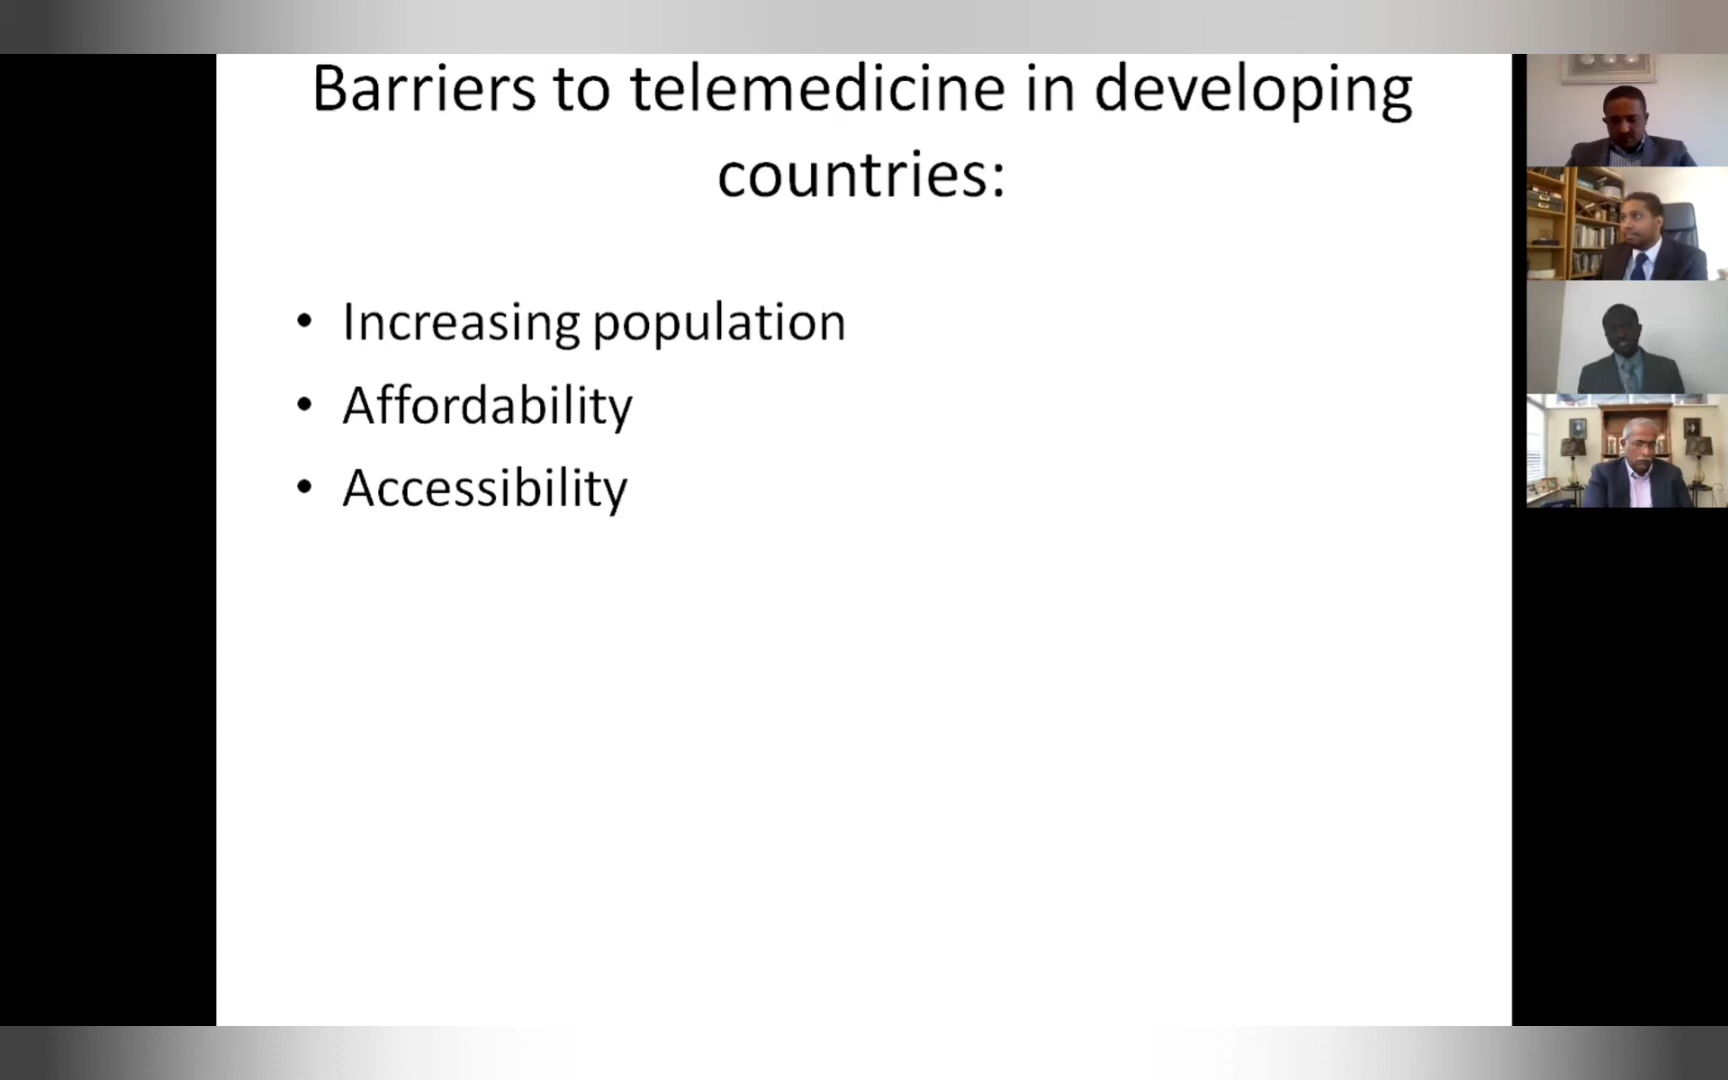 Barriers to telemedicine in developing
countries:
• Increasing population
• Affordability
• Accessibility